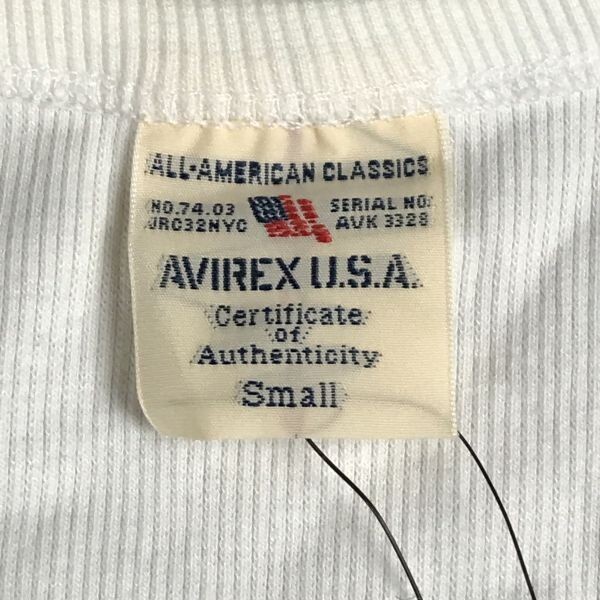 ALL-AMERICAN CLASSICS
NO.74.03 SERIAL NO:
JRC32NYC AVK 3328
AVIREX U.S.A.
Certificate
of
Authenticity
Small